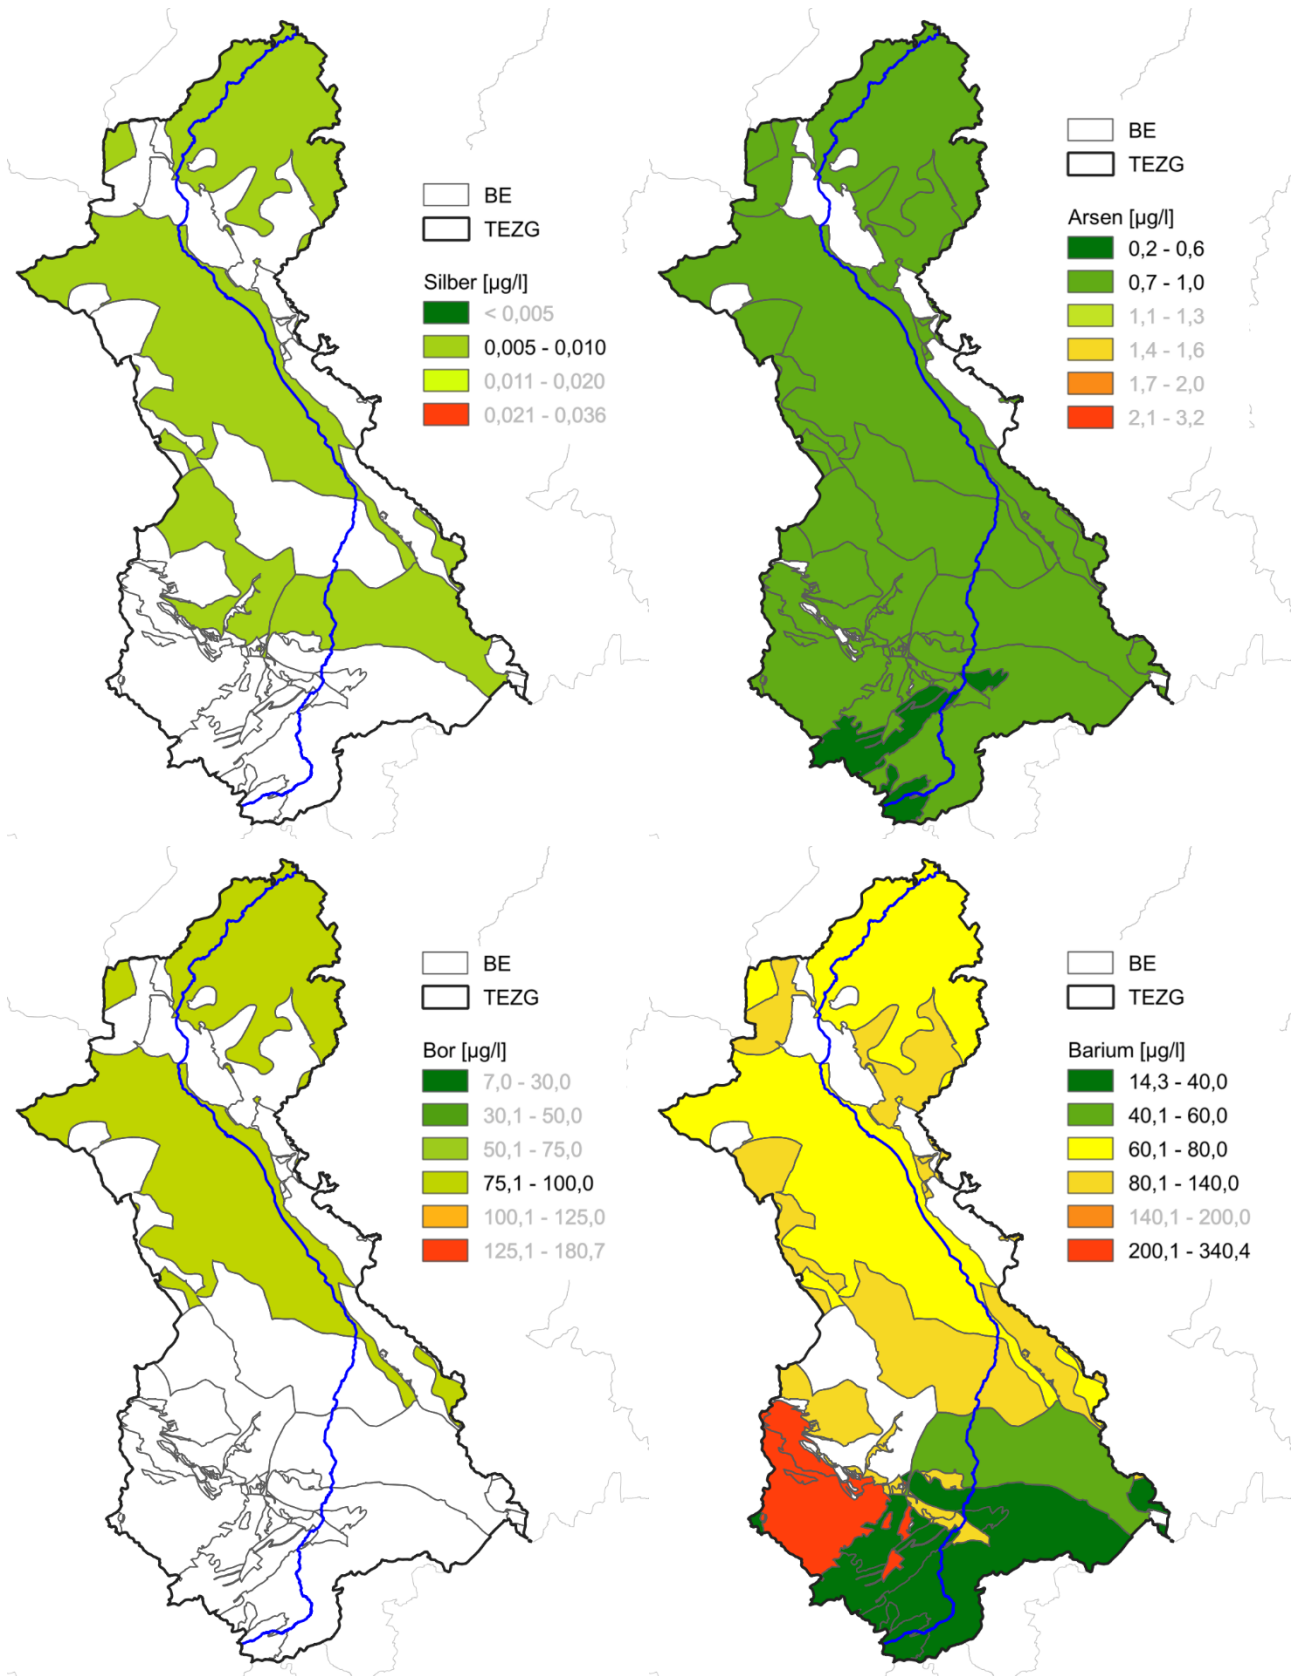 BE
TEZG
Silber [µg/l]
< 0,005
0,005 - 0,010
0,011 - 0,020
0,021 - 0,036
BE
TEZG
Arsen [µg/l]
0,2 - 0,6
0,7 - 1,0
1,1 - 1,3
1,4 - 1,6
1,7 - 2,0
2,1 - 3,2
BE
TEZG
Bor [µg/l]
7,0 - 30,0
30,1 - 50,0
50,1 - 75,0
75,1 - 100,0
100,1 - 125,0
125,1 - 180,7
BE
TEZG
Barium [µg/l]
14,3 - 40,0
40,1 - 60,0
60,1 - 80,0
80,1 - 140,0
140,1 - 200,0
200,1 - 340,4